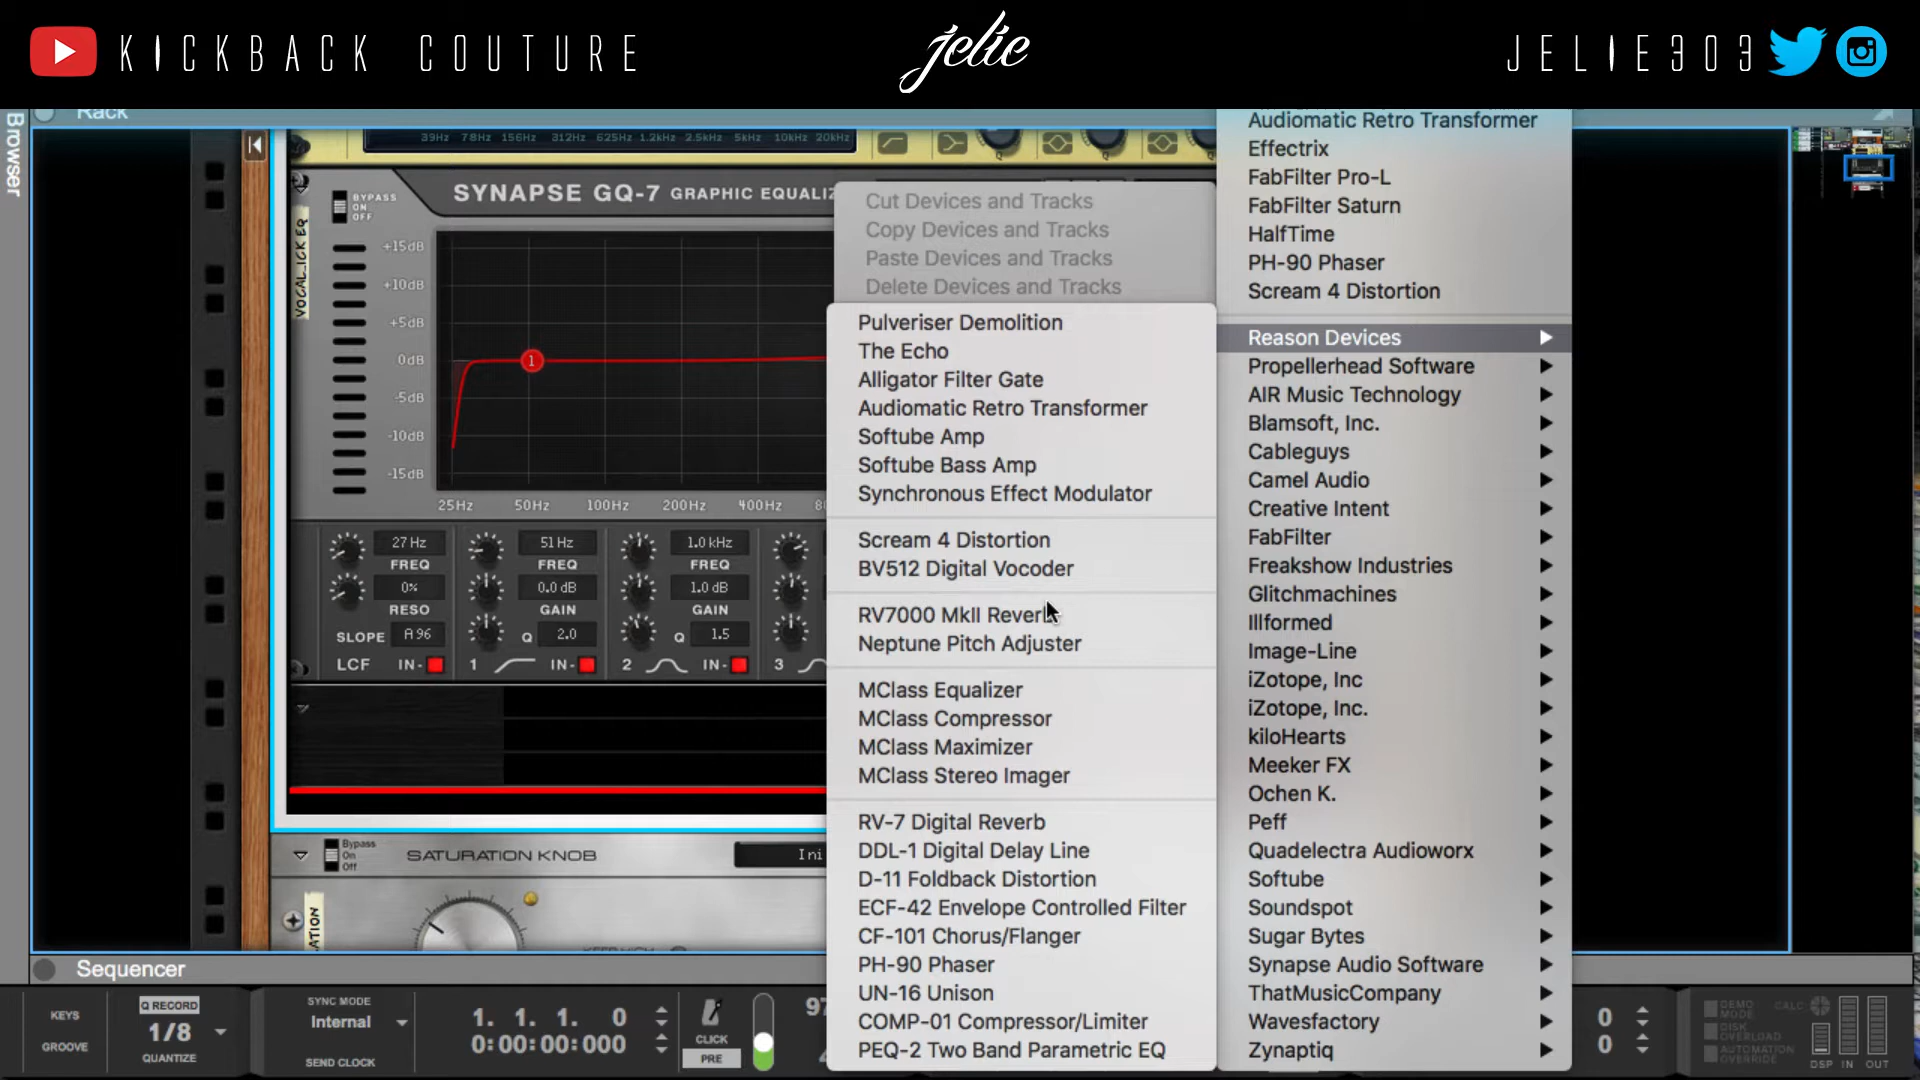 KICKBACK COUTURE
jelie
JELIE303
Browser
Rack
39Hz 78Hz 156Hz 312Hz 625Hz 1.2kHz 2.5kHz 5kHz 10kHz 20kHz
BYPASS
ON
OFF
SYNAPSE GQ-7 GRAPHIC EQUALIZ
VOCAL_ICK EQ
+15dB
+10dB
+5dB
0dB
-5dB
-10dB
-15dB
1
25Hz 50Hz 100Hz 200Hz 400Hz 8
27 Hz 51 Hz 1.0 kHz
FREQ FREQ FREQ
0% 0.0 dB 1.0 dB
RESO GAIN GAIN
SLOPE A 96 Q 2.0 Q 1.5
LCF IN- 1 IN- 2 IN- 3
Bypass
On
Off
SATURATION KNOB
Ini
ATION
Cut Devices and Tracks
Copy Devices and Tracks
Paste Devices and Tracks
Delete Devices and Tracks
Pulveriser Demolition
The Echo
Alligator Filter Gate
Audiomatic Retro Transformer
Softube Amp
Softube Bass Amp
Synchronous Effect Modulator
Scream 4 Distortion
BV512 Digital Vocoder
RV7000 MkII Reverb
Neptune Pitch Adjuster
MClass Equalizer
MClass Compressor
MClass Maximizer
MClass Stereo Imager
RV-7 Digital Reverb
DDL-1 Digital Delay Line
D-11 Foldback Distortion
ECF-42 Envelope Controlled Filter
CF-101 Chorus/Flanger
PH-90 Phaser
UN-16 Unison
COMP-01 Compressor/Limiter
PEQ-2 Two Band Parametric EQ
Audiomatic Retro Transformer
Effectrix
FabFilter Pro-L
FabFilter Saturn
HalfTime
PH-90 Phaser
Scream 4 Distortion
Reason Devices
Propellerhead Software
AIR Music Technology
Blamsoft, Inc.
Cableguys
Camel Audio
Creative Intent
FabFilter
Freakshow Industries
Glitchmachines
Illformed
Image-Line
iZotope, Inc
iZotope, Inc.
kiloHearts
Meeker FX
Ochen K.
Peff
Quadelectra Audioworx
Softube
Soundspot
Sugar Bytes
Synapse Audio Software
ThatMusicCompany
Wavesfactory
Zynaptiq
Sequencer
KEYS
GROOVE
Q RECORD
1/8
QUANTIZE
SYNC MODE
Internal
SEND CLOCK
1. 1. 1. 0
0:00:00:000
CLICK
PRE
97
0
0
DEMO MODE
DISK OVERLOAD
AUTOMATION OVERRIDE
CALC
DSP IN OUT